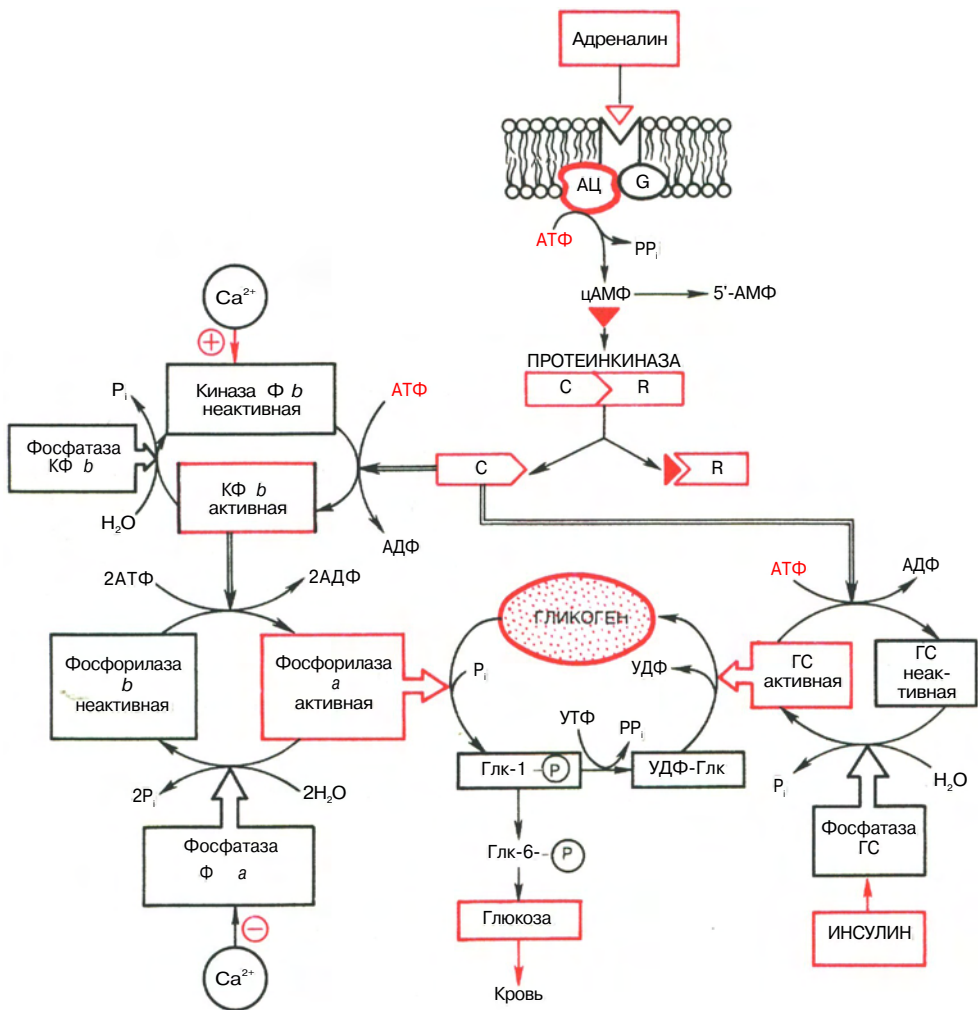 Адреналин
АЦ
G
АТФ
PPi
цАМФ
5'-АМФ
ПРОТЕИНКИНАЗА
C
R
Ca²⁺
+
Pi
Киназа Ф b
неактивная
АТФ
Фосфатаза
КФ b
КФ b
активная
H₂O
АДФ
C
R
2АТФ
2АДФ
Фосфорилаза
b
неактивная
Фосфорилаза
a
активная
2Pi
2H₂O
Фосфатаза
Ф a
−
Ca²⁺
ГЛИКОГЕН
Pi
УДФ
УТФ
PPi
Глк-1
P
УДФ-Глк
Глк-6-
P
Глюкоза
Кровь
АТФ
АДФ
ГС
активная
ГС
неак-
тивная
Pi
H₂O
Фосфатаза
ГС
ИНСУЛИН